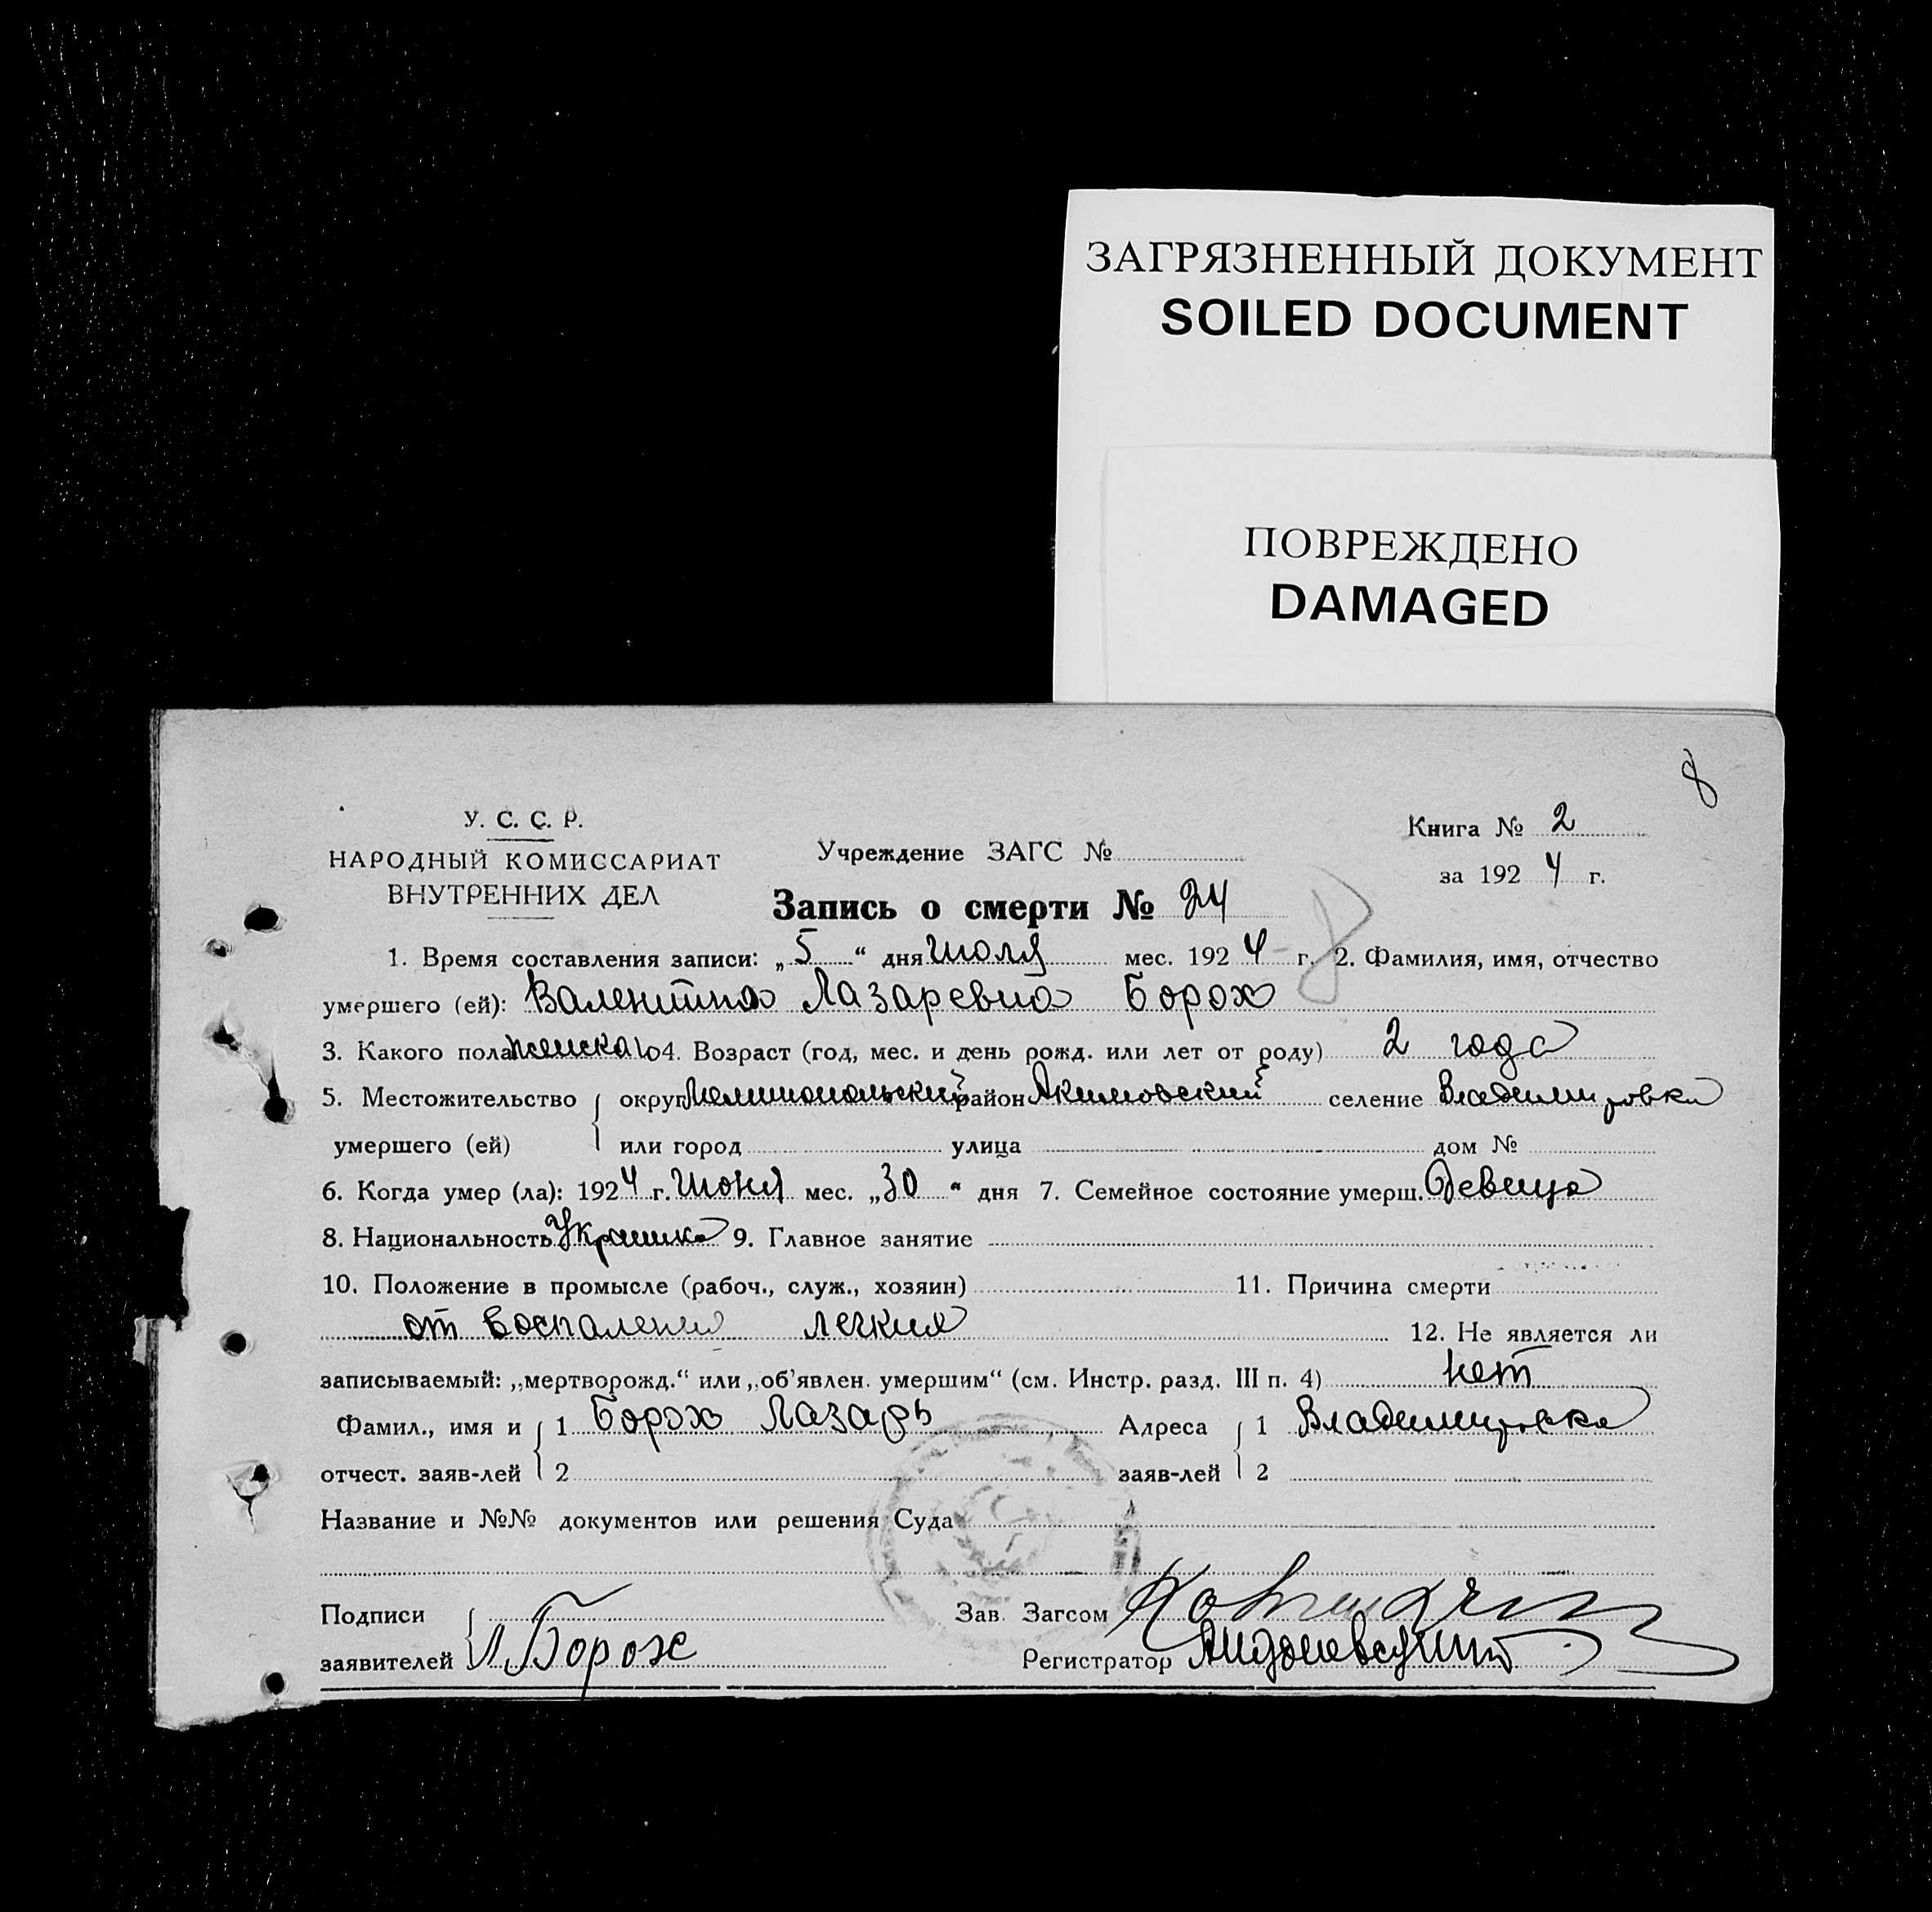 ЗАГРЯЗНЕННЫЙ ДОКУМЕНТ
SOILED DOCUMENT
ПОВРЕЖДЕНО
DAMAGED
8
У. С. С. Р.
НАРОДНЫЙ КОМИССАРИАТ
ВНУТРЕННИХ ДЕЛ
Учреждение ЗАГС №
Книга № 2
за 1924 г.
Запись о смерти № 24
8
1. Время составления записи: „5“ дня июля мес. 1924 г. 2. Фамилия, имя, отчество
умершего (ей): Валентина Лазаревна Борох
3. Какого пола женскаго 4. Возраст (год, мес. и день рожд. или лет от роду) 2 года
5. Местожительство округ Мелитопольский район Акимовский селение Владимировка
умершего (ей) или город улица дом №
6. Когда умер (ла): 1924 г. июня мес. „30“ дня 7. Семейное состояние умерш. Девица
8. Национальность Украинка 9. Главное занятие
10. Положение в промысле (рабоч., служ., хозяин) 11. Причина смерти
от воспаления легких 12. Не является ли
записываемый: „мертворожд.“ или „об'явлен. умершим“ (см. Инстр. разд. III п. 4) нет
Фамил., имя и 1 Борох Лазарь Адреса 1 Владимировка
отчест. заяв-лей 2 заяв-лей 2
Название и №№ документов или решения Суда
Подписи Зав. Загсом
заявителей Л Борох Регистратор